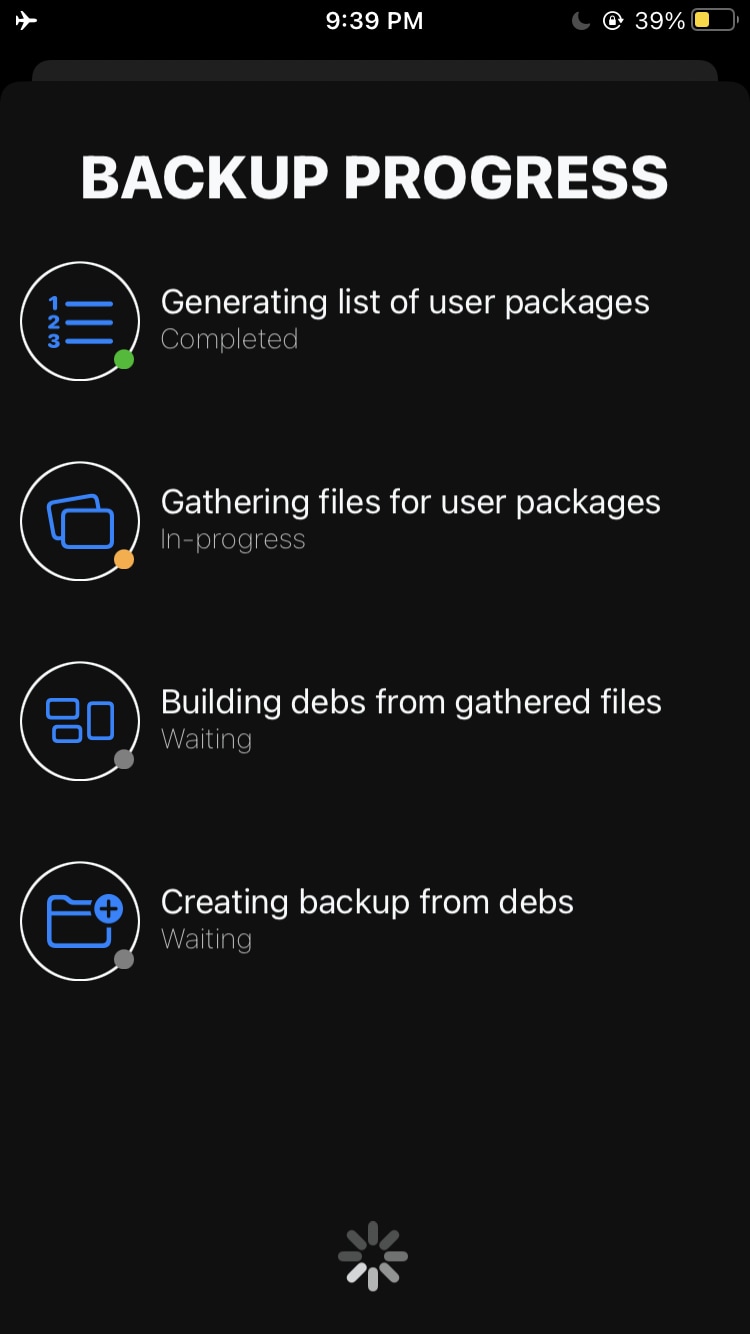 9:39 PM
39%
BACKUP PROGRESS
1
2
3
Generating list of user packages
Completed
Gathering files for user packages
In-progress
Building debs from gathered files
Waiting
Creating backup from debs
Waiting